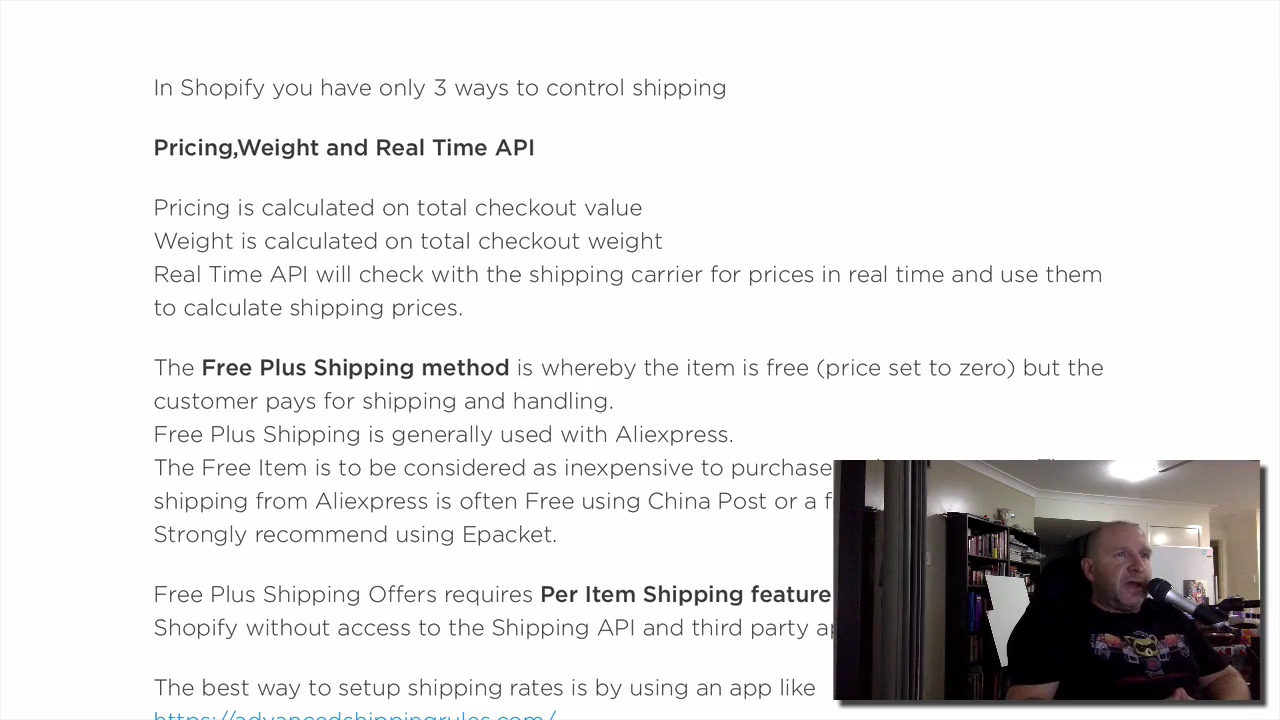 In Shopify you have only 3 ways to control shipping
Pricing,Weight and Real Time API
Pricing is calculated on total checkout value
Weight is calculated on total checkout weight
Real Time API will check with the shipping carrier for prices in real time and use them
to calculate shipping prices.
The Free Plus Shipping method is whereby the item is free (price set to zero) but the
customer pays for shipping and handling.
Free Plus Shipping is generally used with Aliexpress.
The Free Item is to be considered as inexpensive to purchase
shipping from Aliexpress is often Free using China Post or a
Strongly recommend using Epacket.
Free Plus Shipping Offers requires Per Item Shipping feature
Shopify without access to the Shipping API and third party
The best way to setup shipping rates is by using an app like
https://advancedshippingrules.com/